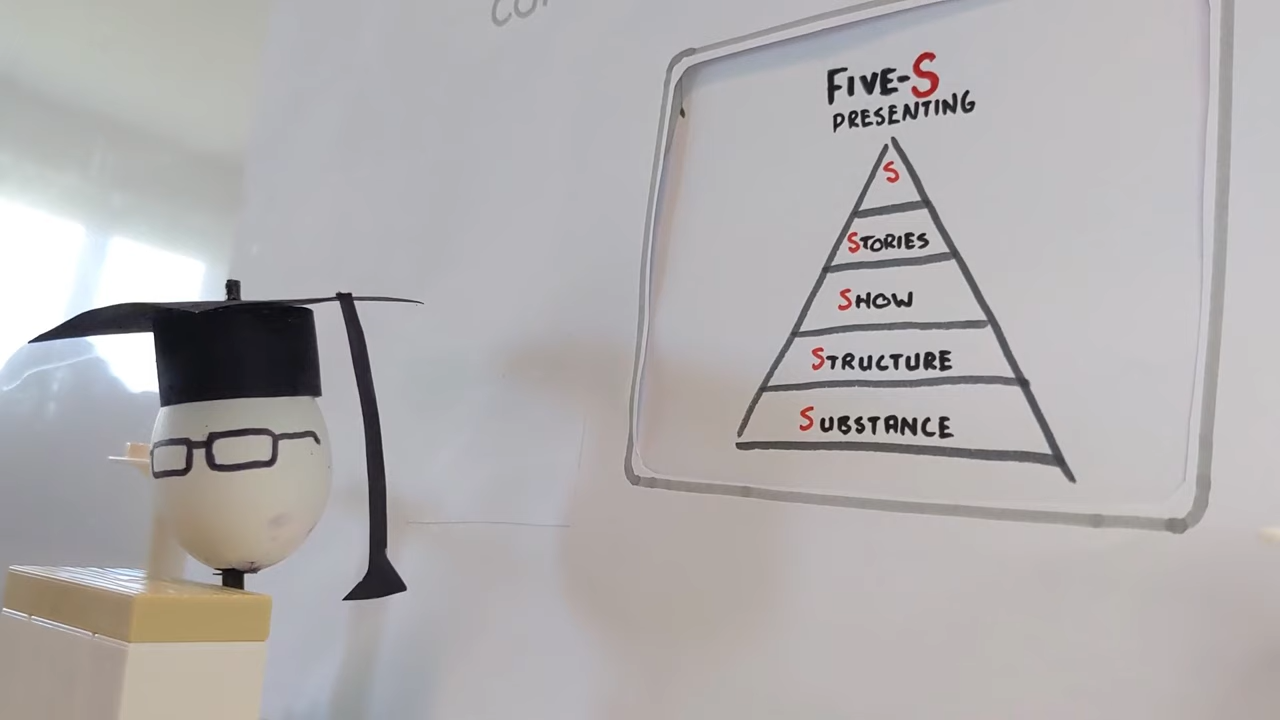 FIVE-S
PRESENTING
S
STORIES
SHOW
STRUCTURE
SUBSTANCE